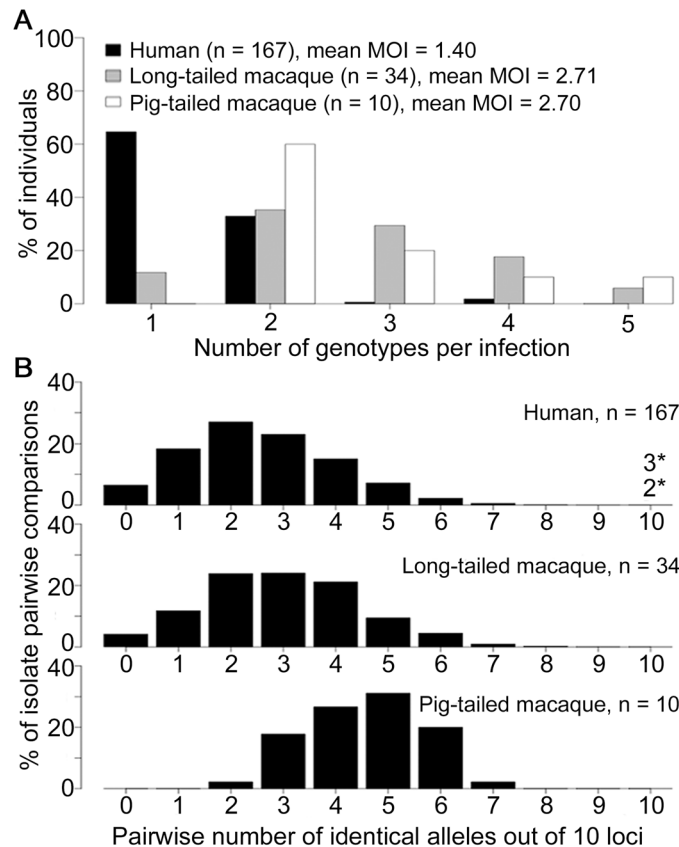 A
100
80
60
40
20
0
% of individuals
Human (n = 167), mean MOI = 1.40
Long-tailed macaque (n = 34), mean MOI = 2.71
Pig-tailed macaque (n = 10), mean MOI = 2.70
1 2 3 4 5
Number of genotypes per infection
B
% of isolate pairwise comparisons
40
20
0
Human, n = 167
3*
2*
0 1 2 3 4 5 6 7 8 9 10
40
20
0
Long-tailed macaque, n = 34
0 1 2 3 4 5 6 7 8 9 10
40
20
0
Pig-tailed macaque, n = 10
0 1 2 3 4 5 6 7 8 9 10
Pairwise number of identical alleles out of 10 loci